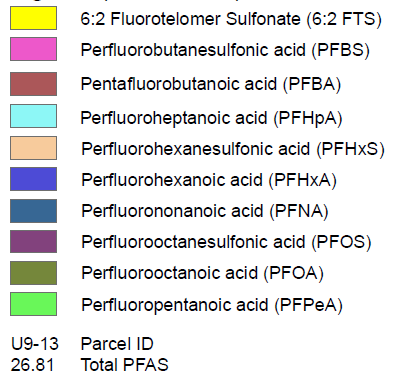 6:2 Fluorotelomer Sulfonate (6:2 FTS)
Perfluorobutanesulfonic acid (PFBS)
Pentafluorobutanoic acid (PFBA)
Perfluoroheptanoic acid (PFHpA)
Perfluorohexanesulfonic acid (PFHxS)
Perfluorohexanoic acid (PFHxA)
Perfluorononanoic acid (PFNA)
Perfluorooctanesulfonic acid (PFOS)
Perfluorooctanoic acid (PFOA)
Perfluoropentanoic acid (PFPeA)
U9-13 Parcel ID
26.81 Total PFAS